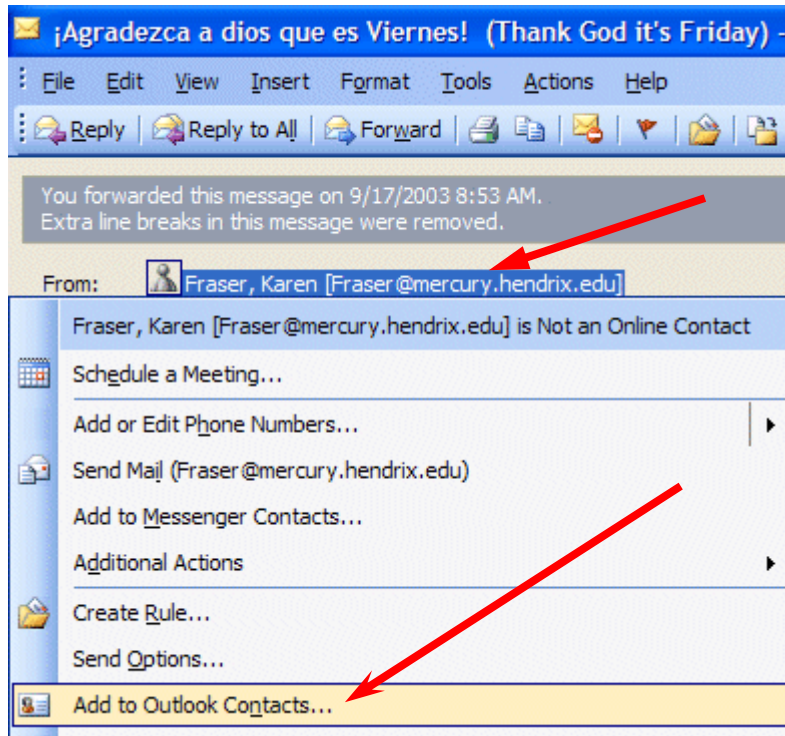 ¡Agradezca a dios que es Viernes! (Thank God it's Friday) -
File Edit View Insert Format Tools Actions Help
Reply Reply to All Forward
You forwarded this message on 9/17/2003 8:53 AM.
Extra line breaks in this message were removed.
From: Fraser, Karen [Fraser@mercury.hendrix.edu]
Fraser, Karen [Fraser@mercury.hendrix.edu] is Not an Online Contact
Schedule a Meeting...
Add or Edit Phone Numbers...
Send Mail (Fraser@mercury.hendrix.edu)
Add to Messenger Contacts...
Additional Actions
Create Rule...
Send Options...
Add to Outlook Contacts...